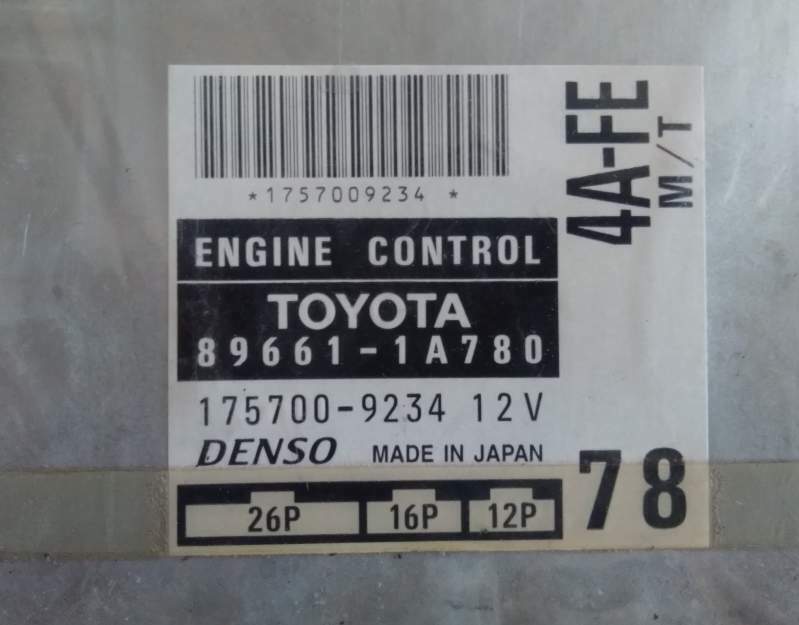 *1757009234 *
4A-FE
M/T
ENGINE CONTROL
TOYOTA
89661-1A780
175700-9234 12V
DENSO MADE IN JAPAN
78
26P 16P 12P